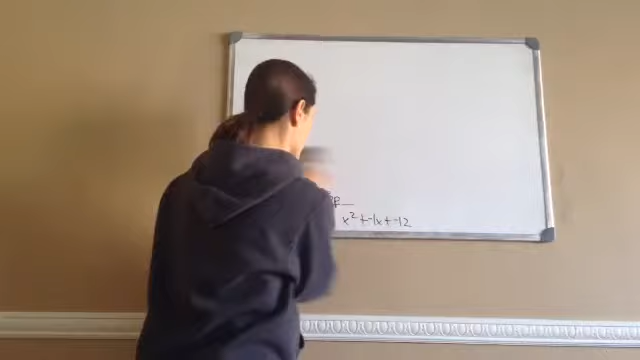 x² + -1x + -12